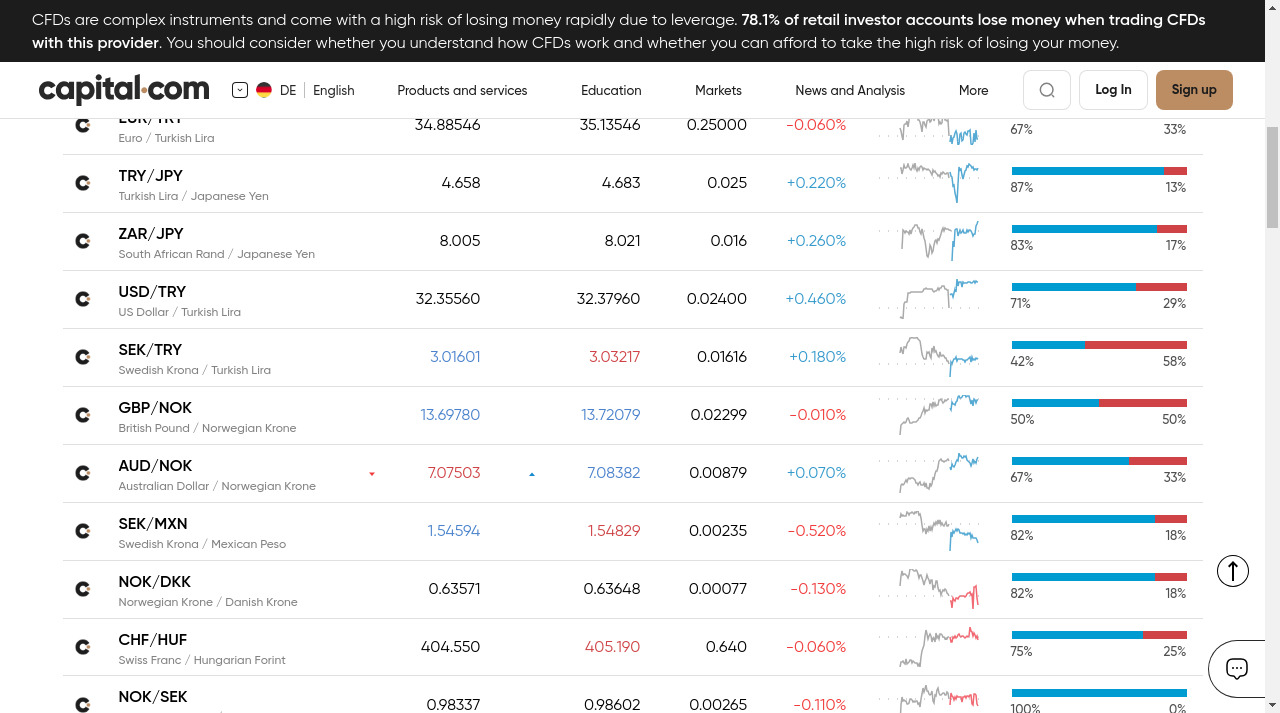 CFDs are complex instruments and come with a high risk of losing money rapidly due to leverage. 78.1% of retail investor accounts lose money when trading CFDs
with this provider. You should consider whether you understand how CFDs work and whether you can afford to take the high risk of losing your money.
capital.com DE English Products and services Education Markets News and Analysis More Log In Sign up
EUR/TRY 34.88546 35.13546 0.25000 -0.060% 67% 33%
Euro / Turkish Lira
TRY/JPY 4.658 4.683 0.025 +0.220% 87% 13%
Turkish Lira / Japanese Yen
ZAR/JPY 8.005 8.021 0.016 +0.260% 83% 17%
South African Rand / Japanese Yen
USD/TRY 32.35560 32.37960 0.02400 +0.460% 71% 29%
US Dollar / Turkish Lira
SEK/TRY 3.01601 3.03217 0.01616 +0.180% 42% 58%
Swedish Krona / Turkish Lira
GBP/NOK 13.69780 13.72079 0.02299 -0.010% 50% 50%
British Pound / Norwegian Krone
AUD/NOK 7.07503 7.08382 0.00879 +0.070% 67% 33%
Australian Dollar / Norwegian Krone
SEK/MXN 1.54594 1.54829 0.00235 -0.520% 82% 18%
Swedish Krona / Mexican Peso
NOK/DKK 0.63571 0.63648 0.00077 -0.130% 82% 18%
Norwegian Krone / Danish Krone
CHF/HUF 404.550 405.190 0.640 -0.060% 75% 25%
Swiss Franc / Hungarian Forint
NOK/SEK 0.98337 0.98602 0.00265 -0.110% 100% 0%